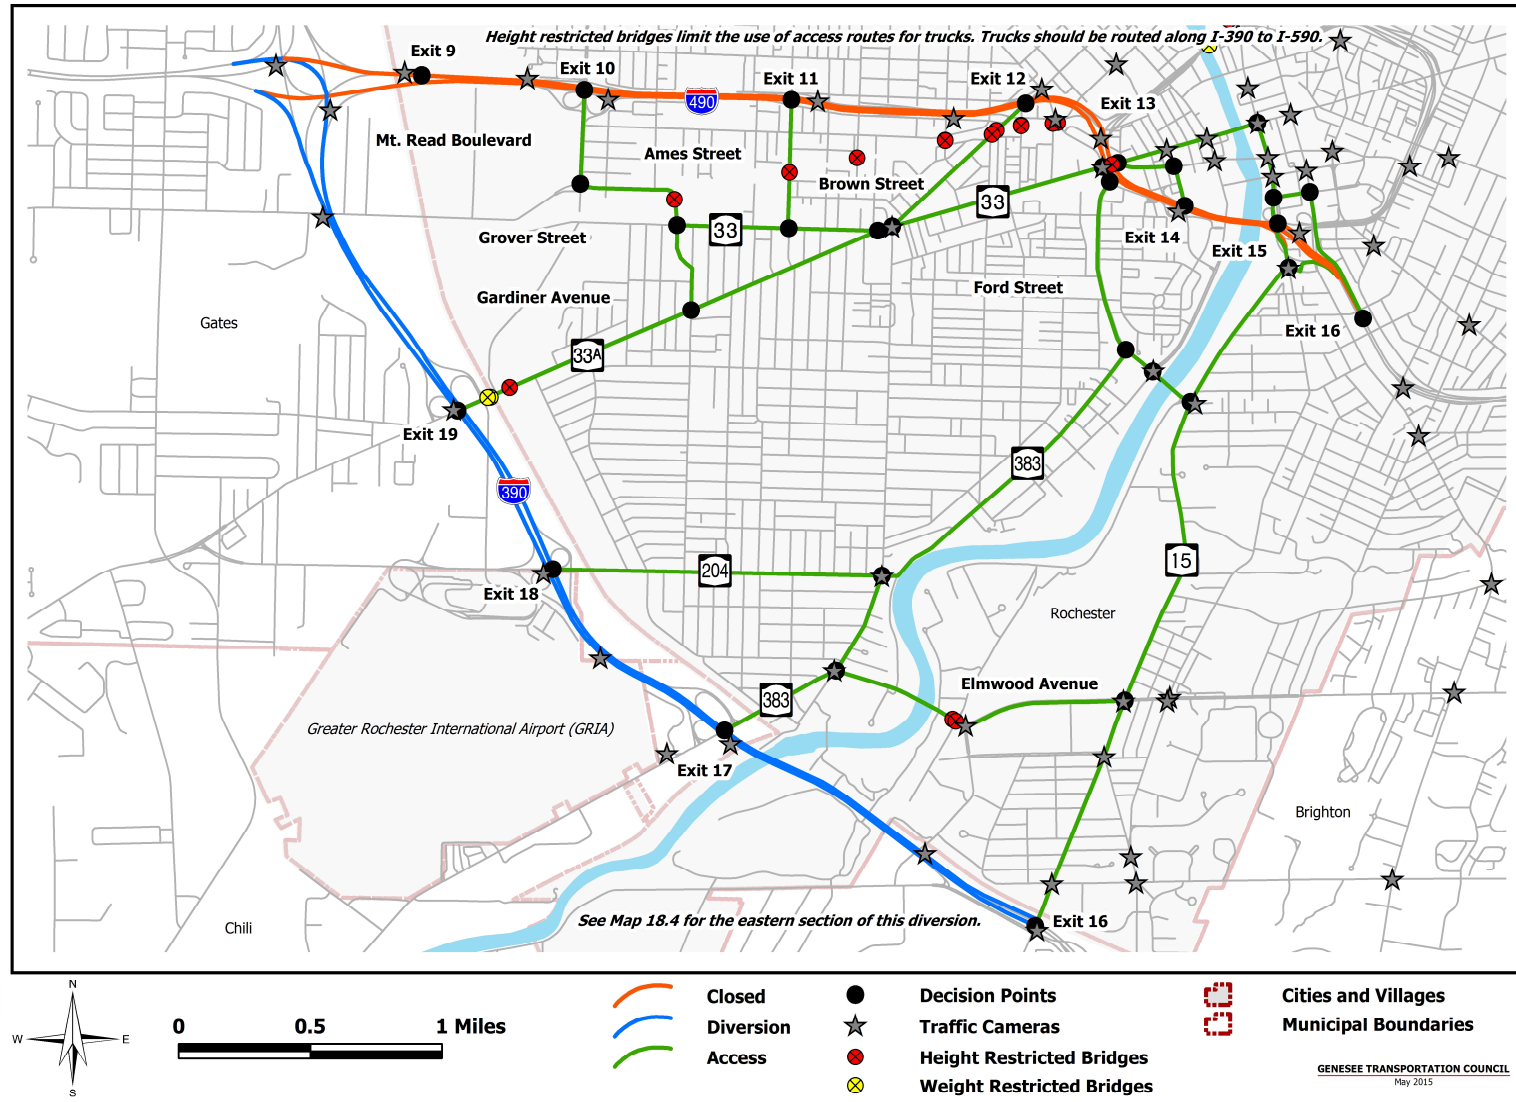 Height restricted bridges limit the use of access routes for trucks. Trucks should be routed along I-390 to I-590.
Exit 9
Exit 10
Exit 11
Exit 12
Exit 13
490
Mt. Read Boulevard
Ames Street
Brown Street
33
33
Grover Street
Exit 14
Exit 15
Gardiner Avenue
Ford Street
Gates
Exit 16
33A
Exit 19
383
390
15
204
Exit 18
Rochester
Elmwood Avenue
383
Greater Rochester International Airport (GRIA)
Exit 17
Brighton
See Map 18.4 for the eastern section of this diversion.
Exit 16
Chili
N
W
E
S
0
0.5
1 Miles
Closed
Diversion
Access
Decision Points
Traffic Cameras
Height Restricted Bridges
Weight Restricted Bridges
Cities and Villages
Municipal Boundaries
GENESEE TRANSPORTATION COUNCIL
May 2015